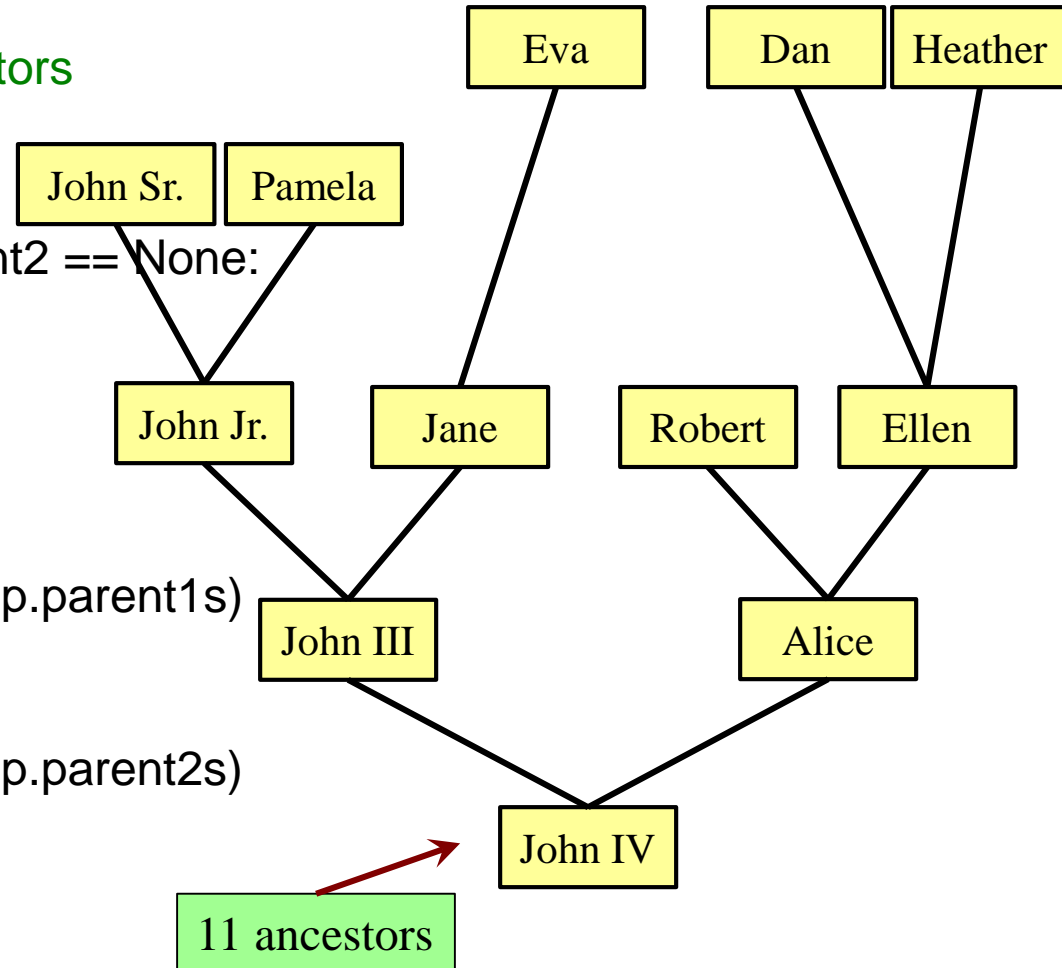 Eva
Dan
Heather
tors
John Sr.
Pamela
nt2 == None:
John Jr.
Jane
Robert
Ellen
p.parent1s)
John III
Alice
p.parent2s)
John IV
11 ancestors